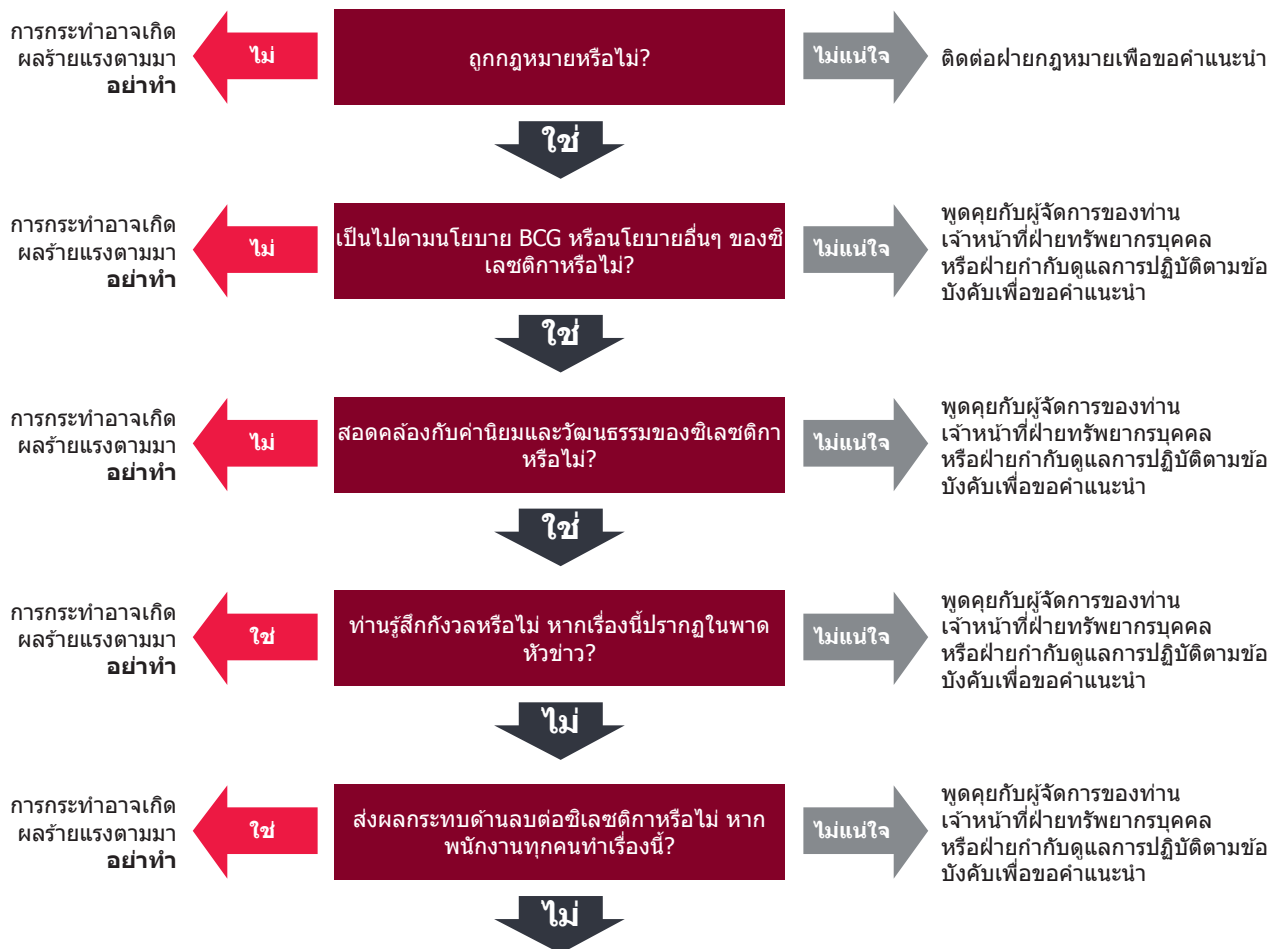 การกระทำอาจเกิด
ผลร้ายแรงตามมา
อย่าทำ
ไม่
ถูกกฎหมายหรือไม่?
ไม่แน่ใจ
ติดต่อฝ่ายกฎหมายเพื่อขอคำแนะนำ
ใช่
การกระทำอาจเกิด
ผลร้ายแรงตามมา
อย่าทำ
ไม่
เป็นไปตามนโยบาย BCG หรือนโยบายอื่นๆ ของซิ
เลซติกาหรือไม่?
ไม่แน่ใจ
พูดคุยกับผู้จัดการของท่าน
เจ้าหน้าที่ฝ่ายทรัพยากรบุคคล
หรือฝ่ายกำกับดูแลการปฏิบัติตามข้อ
บังคับเพื่อขอคำแนะนำ
ใช่
การกระทำอาจเกิด
ผลร้ายแรงตามมา
อย่าทำ
ไม่
สอดคล้องกับค่านิยมและวัฒนธรรมของซิเลซติกา
หรือไม่?
ไม่แน่ใจ
พูดคุยกับผู้จัดการของท่าน
เจ้าหน้าที่ฝ่ายทรัพยากรบุคคล
หรือฝ่ายกำกับดูแลการปฏิบัติตามข้อ
บังคับเพื่อขอคำแนะนำ
ใช่
การกระทำอาจเกิด
ผลร้ายแรงตามมา
อย่าทำ
ใช่
ท่านรู้สึกกังวลหรือไม่ หากเรื่องนี้ปรากฏในพาด
หัวข่าว?
ไม่แน่ใจ
พูดคุยกับผู้จัดการของท่าน
เจ้าหน้าที่ฝ่ายทรัพยากรบุคคล
หรือฝ่ายกำกับดูแลการปฏิบัติตามข้อ
บังคับเพื่อขอคำแนะนำ
ไม่
การกระทำอาจเกิด
ผลร้ายแรงตามมา
อย่าทำ
ใช่
ส่งผลกระทบด้านลบต่อซิเลซติกาหรือไม่ หาก
พนักงานทุกคนทำเรื่องนี้?
ไม่แน่ใจ
พูดคุยกับผู้จัดการของท่าน
เจ้าหน้าที่ฝ่ายทรัพยากรบุคคล
หรือฝ่ายกำกับดูแลการปฏิบัติตามข้อ
บังคับเพื่อขอคำแนะนำ
ไม่